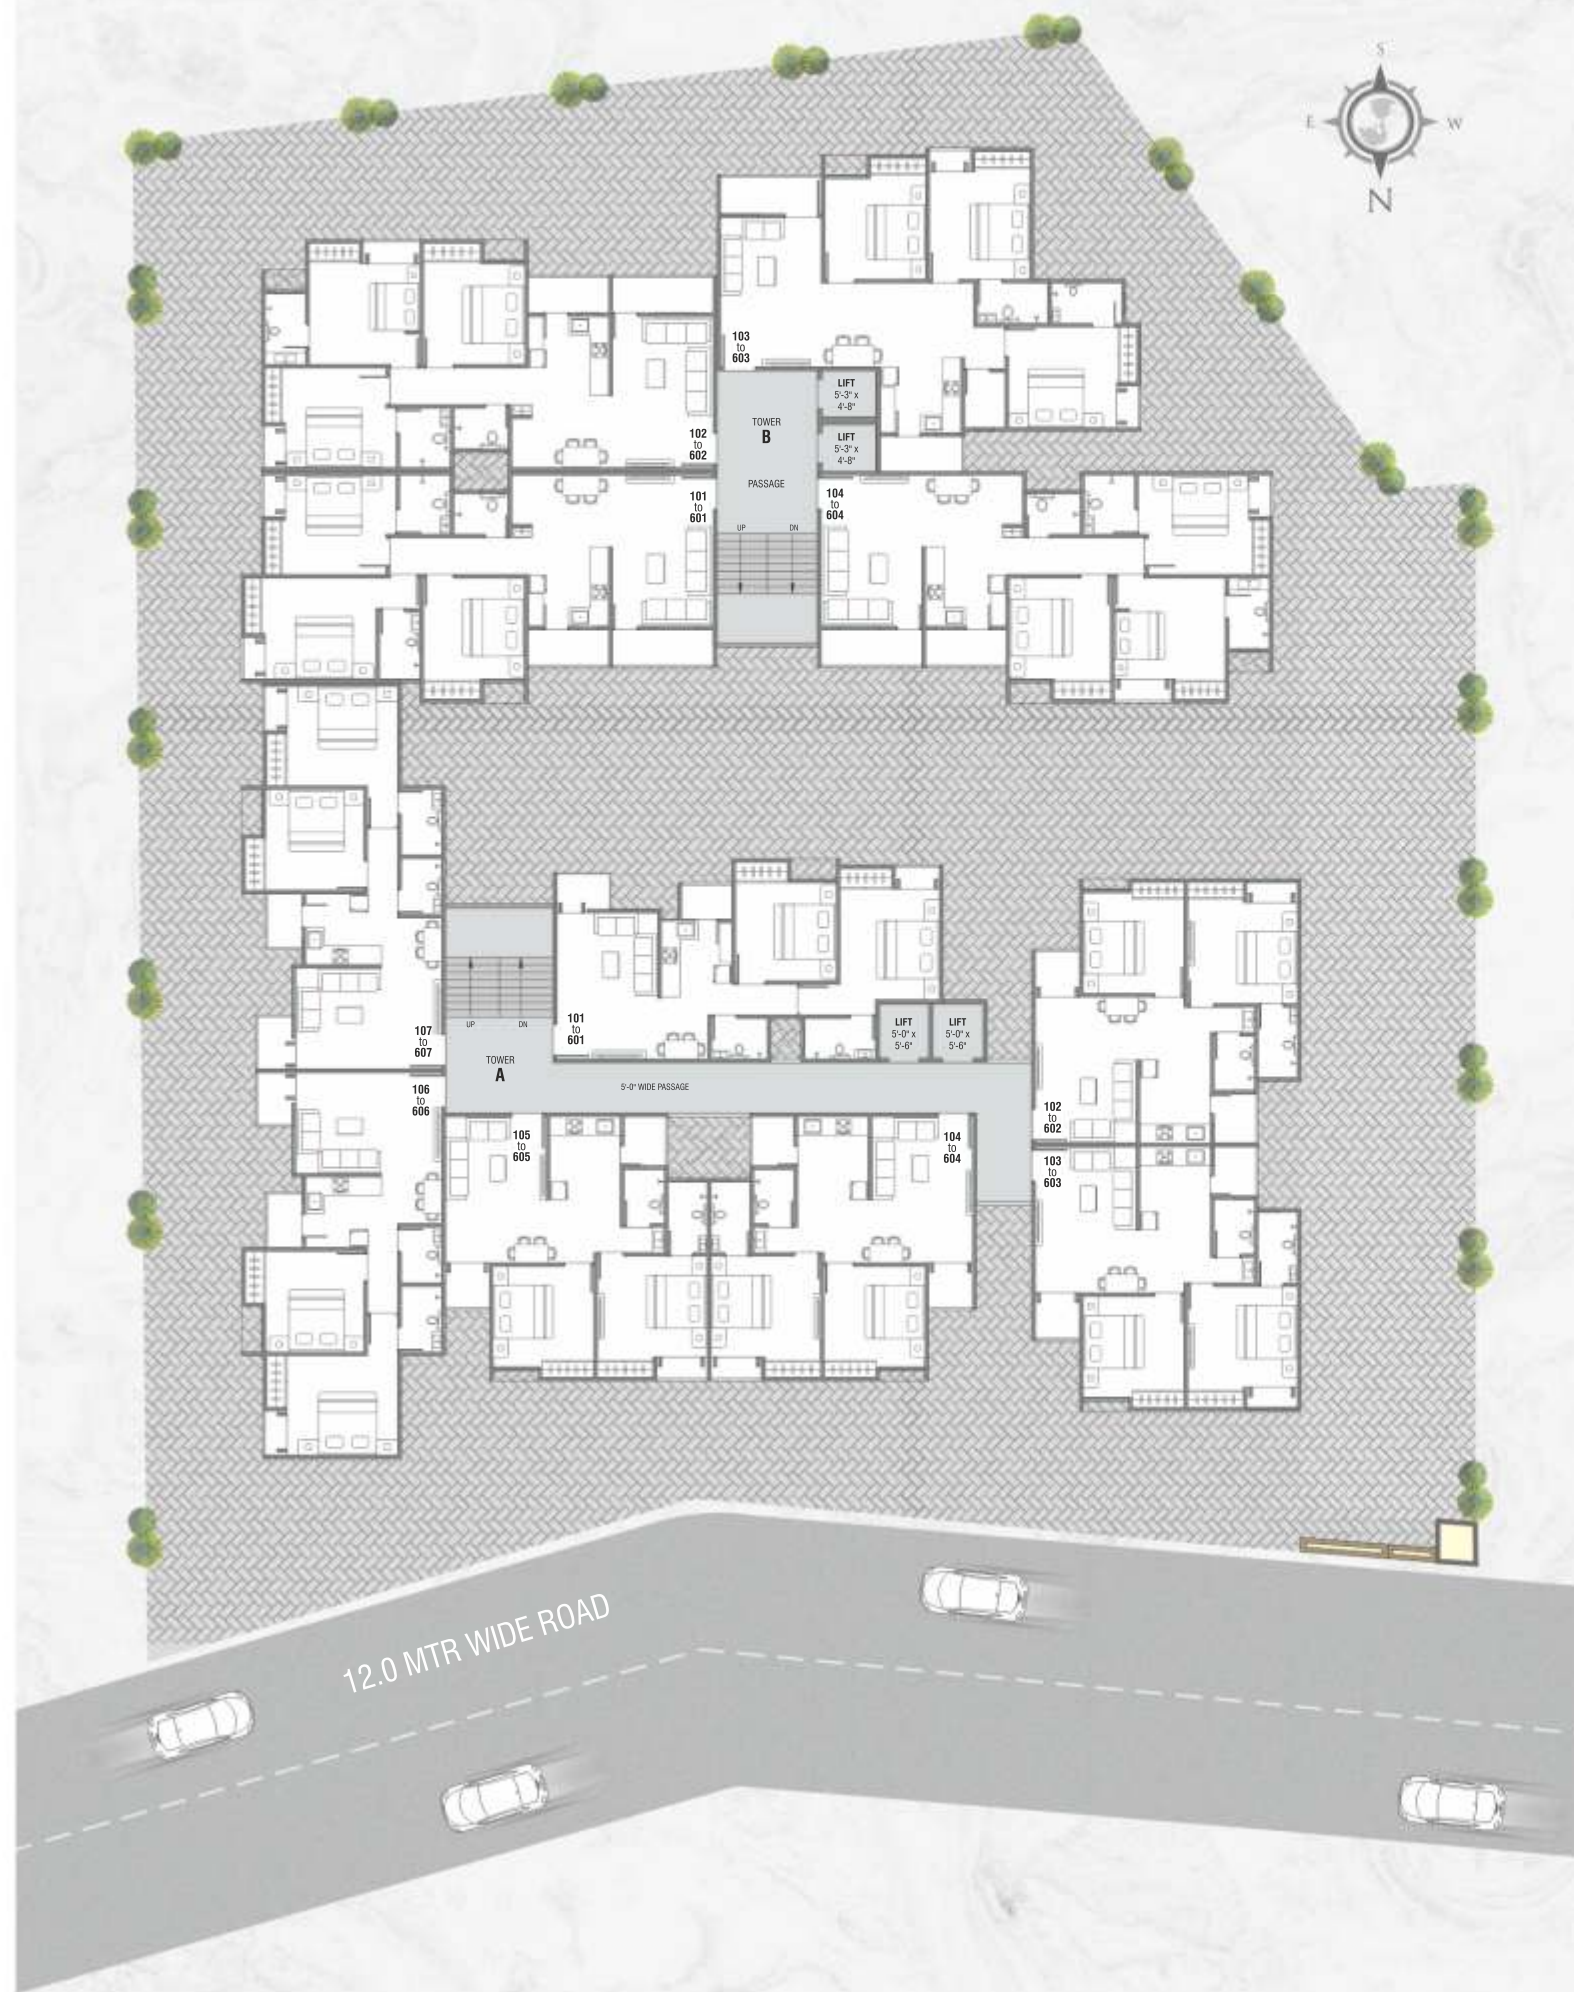 S
E
W
N
103
to
603
LIFT
5'-3" x
4'-8"
TOWER
B
LIFT
5'-3" x
4'-8"
102
to
602
PASSAGE
101
to
601
104
to
604
UP
DN
101
to
601
LIFT
5'-0" x
5'-6"
LIFT
5'-0" x
5'-6"
UP
DN
107
to
607
TOWER
A
5'-0" WIDE PASSAGE
106
to
606
102
to
602
105
to
605
104
to
604
103
to
603
12.0 MTR WIDE ROAD